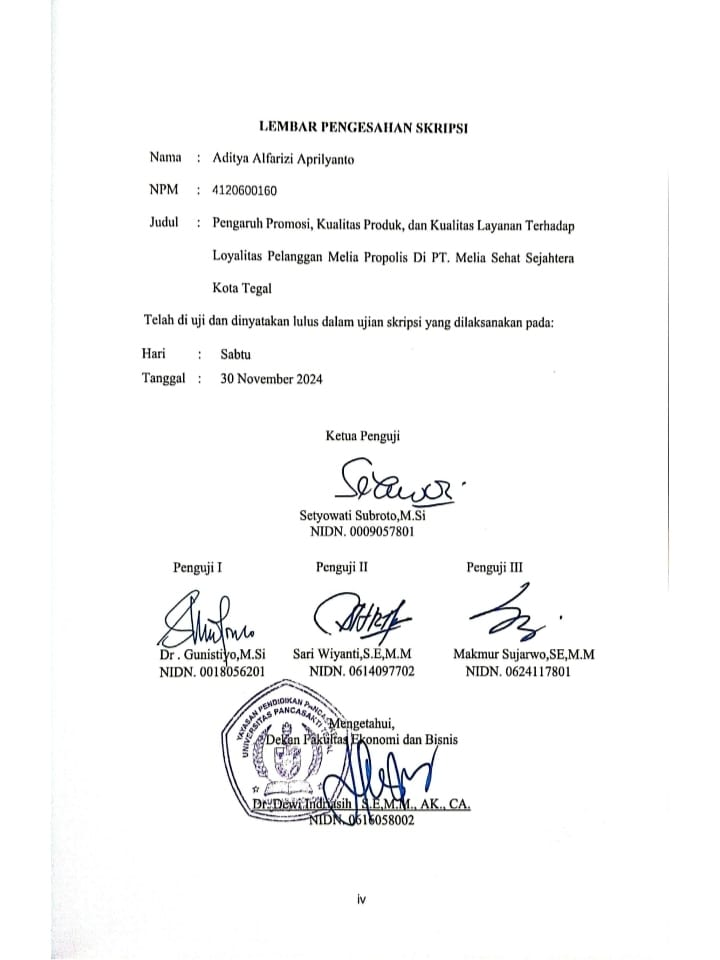 LEMBAR PENGESAHAN SKRIPSI
Nama : Aditya Alfarizi Aprilyanto
NPM : 4120600160
Judul : Pengaruh Promosi, Kualitas Produk, dan Kualitas Layanan Terhadap
Loyalitas Pelanggan Melia Propolis Di PT. Melia Sehat Sejahtera
Kota Tegal
Telah di uji dan dinyatakan lulus dalam ujian skripsi yang dilaksanakan pada:
Hari : Sabtu
Tanggal : 30 November 2024
Ketua Penguji
Setyowati Subroto,M.Si
NIDN. 0009057801
Penguji I Penguji II Penguji III
Dr . Gunistiyo,M.Si Sari Wiyanti,S.E,M.M Makmur Sujarwo,SE,M.M
NIDN. 0018056201 NIDN. 0614097702 NIDN. 0624117801
YAYASAN PENDIDIKAN PANCASAKTI
UNIVERSITAS PANCASAKTI TEGAL
Mengetahui,
Dekan Fakultas Ekonomi dan Bisnis
Dr. Dewi Indriasih, S.E,M.M., AK., CA.
NIDN. 0616058002
iv